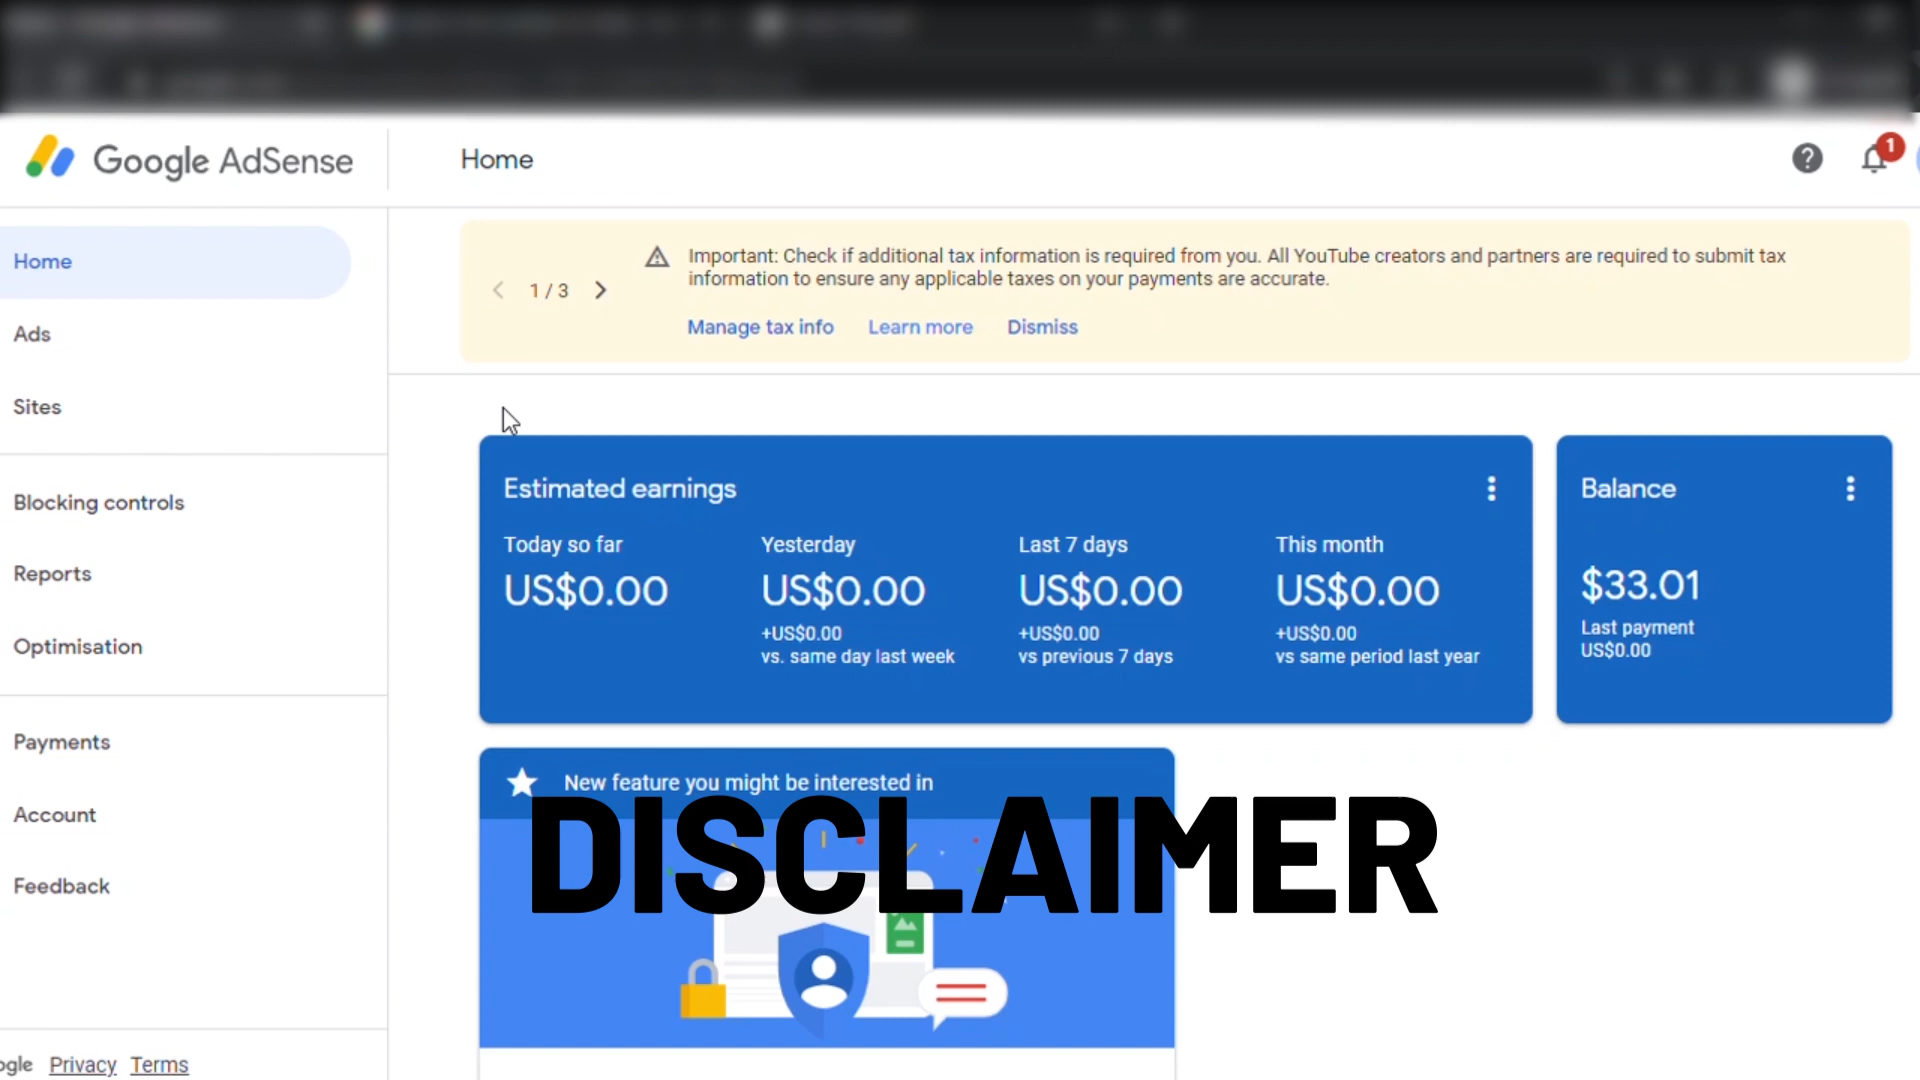 Google AdSense
Home
1
Home
Ads
Sites
Blocking controls
Reports
Optimisation
Payments
Account
Feedback
ogle Privacy Terms
1 / 3
Important: Check if additional tax information is required from you. All YouTube creators and partners are required to submit tax
information to ensure any applicable taxes on your payments are accurate.
Manage tax info Learn more Dismiss
Estimated earnings
Today so far
US$0.00
Yesterday
US$0.00
+US$0.00
vs. same day last week
Last 7 days
US$0.00
+US$0.00
vs previous 7 days
This month
US$0.00
+US$0.00
vs same period last year
Balance
$33.01
Last payment
US$0.00
New feature you might be interested in
DISCLAIMER